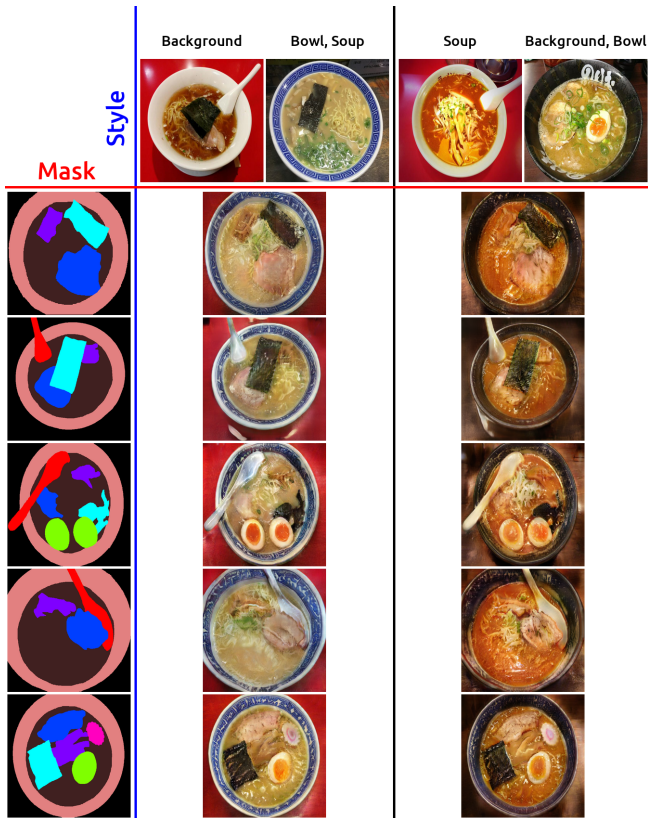 Background
Bowl, Soup
Soup
Background, Bowl
Style
Mask